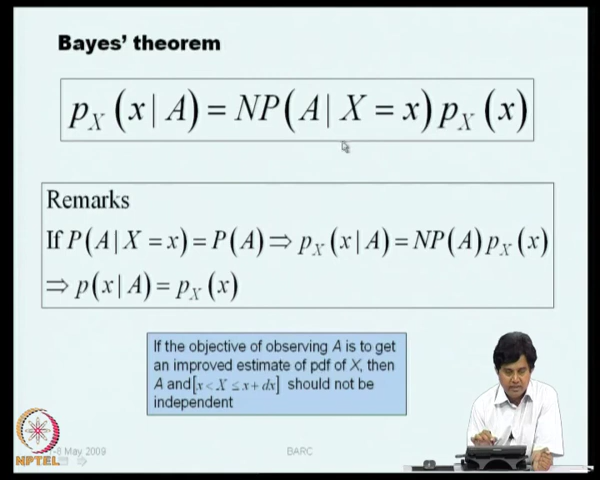 Bayes' theorem
p_X (x | A) = NP(A | X = x) p_X (x)
Remarks
If P(A | X = x) = P(A) ⇒ p_X (x | A) = NP(A) p_X (x)
⇒ p(x | A) = p_X (x)
If the objective of observing A is to get
an improved estimate of pdf of X, then
A and [x < X ≤ x + dx] should not be
independent
-8 May 2009 BARC
NPTEL